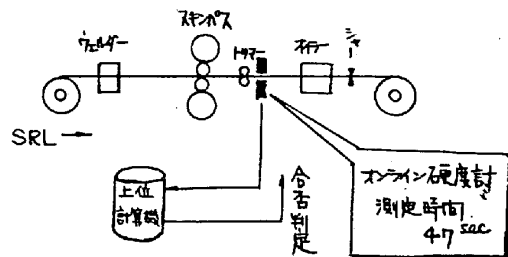 スキンパス
ウェルダー
トリマー
オイラー
シャー
SRL
上位
計算機
合否判定
オンライン硬度計
測定時間
47 sec